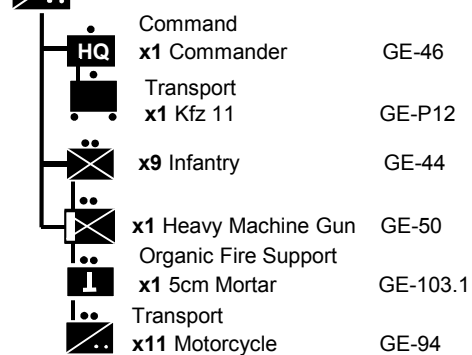 Command
HQ x1 Commander GE-46
Transport
x1 Kfz 11 GE-P12
x9 Infantry GE-44
x1 Heavy Machine Gun GE-50
Organic Fire Support
x1 5cm Mortar GE-103.1
Transport
x11 Motorcycle GE-94